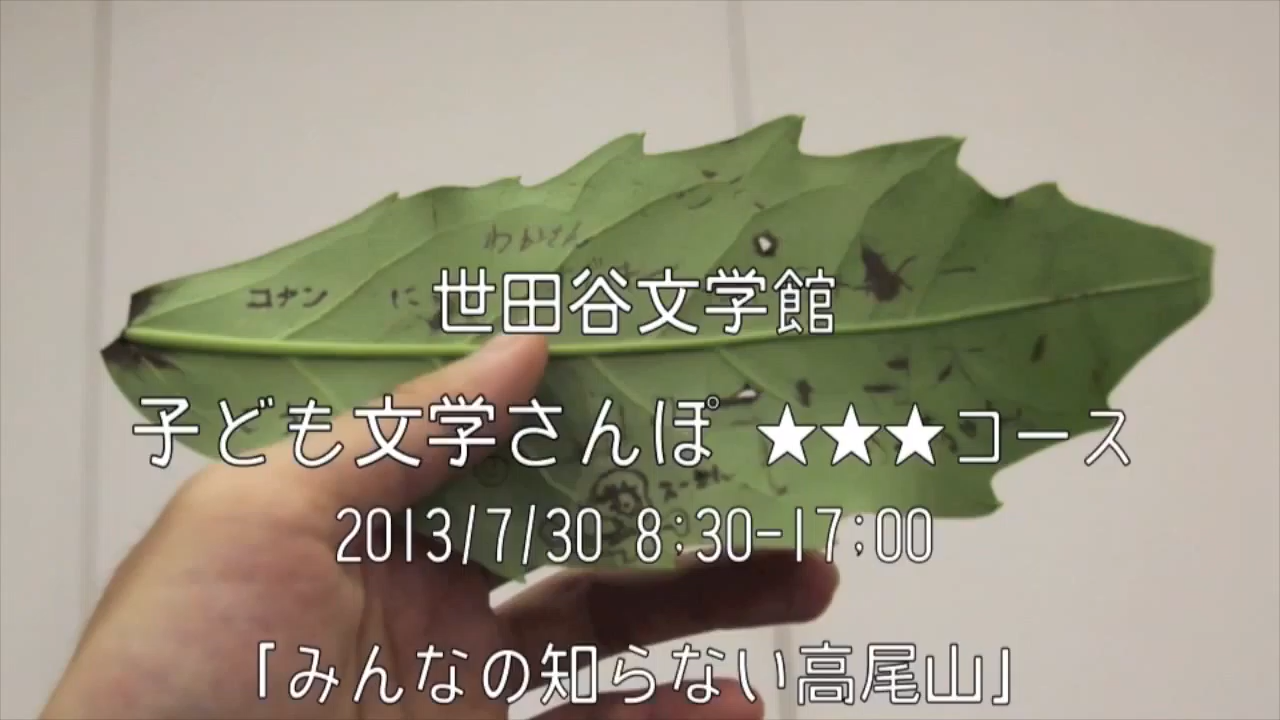 わかさん
コナン
世田谷文学館
子ども文学さんぽ ★★★コース
2013/7/30 8:30-17:00
「みんなの知らない高尾山」